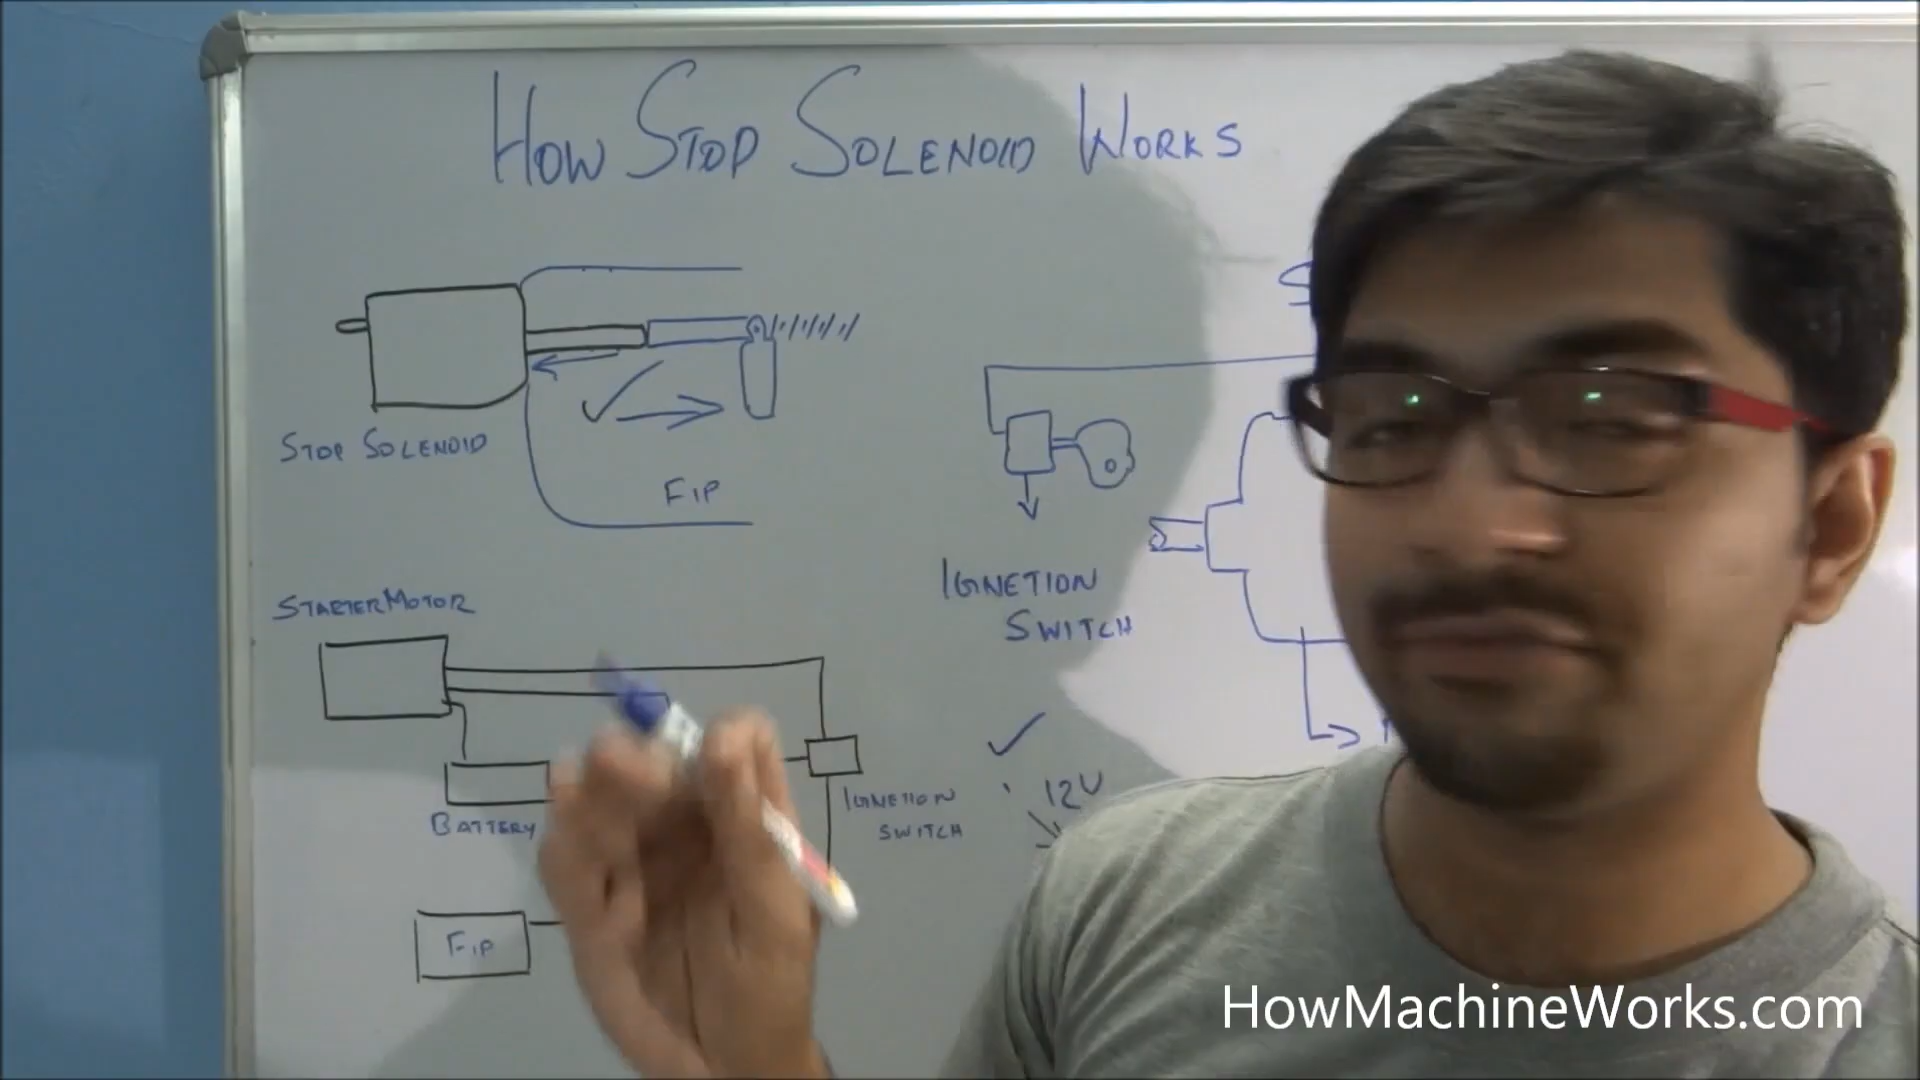 HOW STOP SOLENOID WORKS
STOP SOLENOID
FIP
IGNETION
SWITCH
STARTER MOTOR
BATTERY
IGNETION
SWITCH
12V
FIP
HowMachineWorks.com